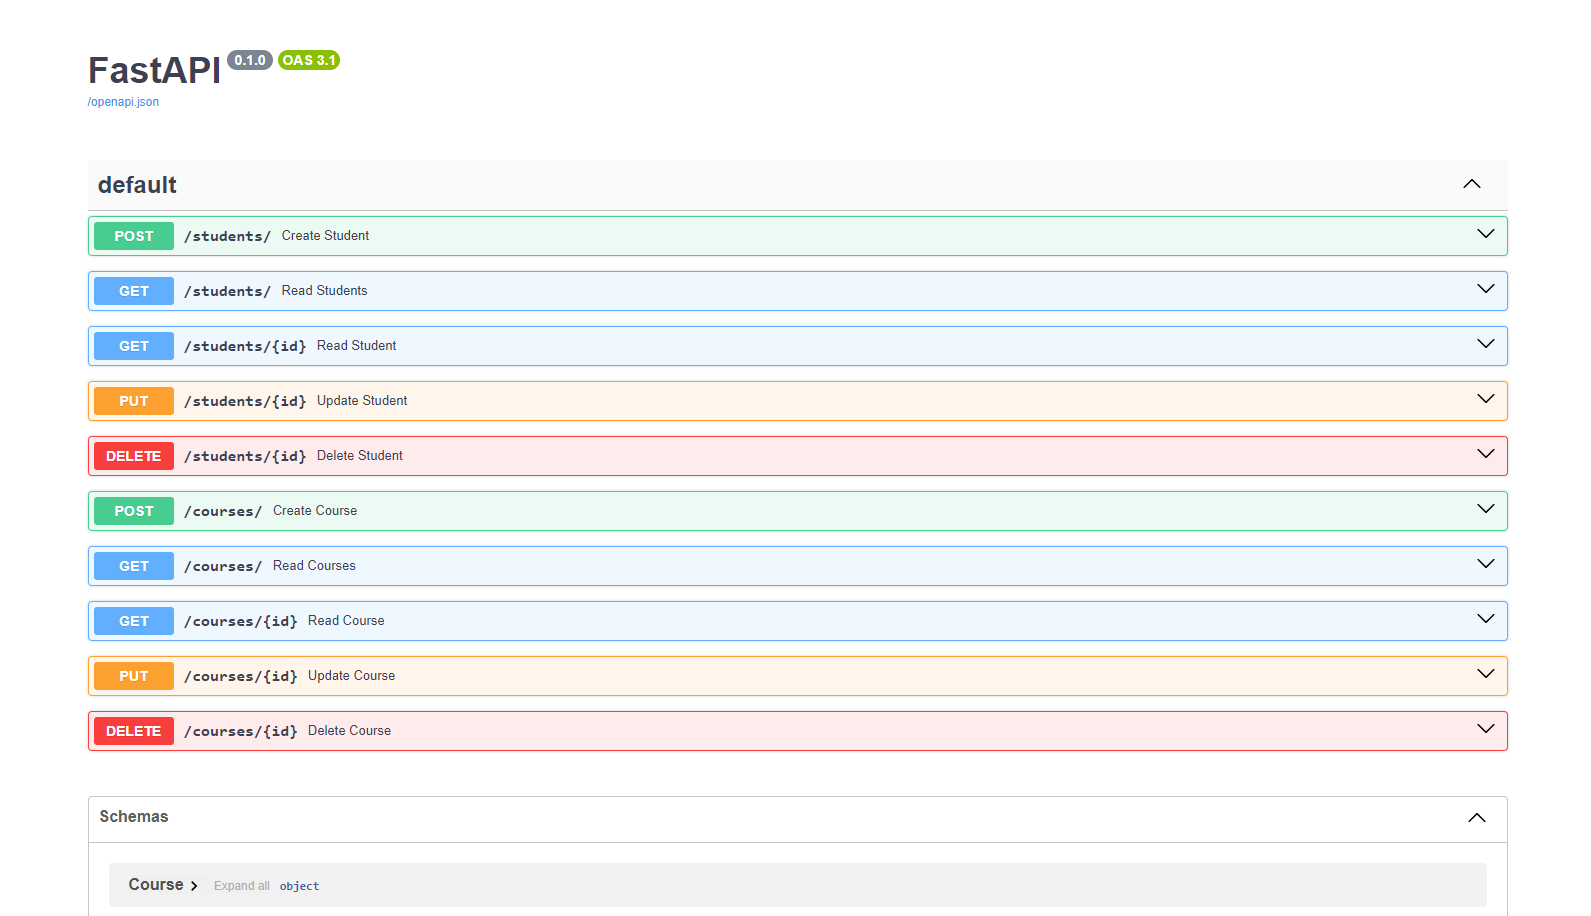 FastAPI 0.1.0 OAS 3.1
/openapi.json
default
POST /students/ Create Student
GET /students/ Read Students
GET /students/{id} Read Student
PUT /students/{id} Update Student
DELETE /students/{id} Delete Student
POST /courses/ Create Course
GET /courses/ Read Courses
GET /courses/{id} Read Course
PUT /courses/{id} Update Course
DELETE /courses/{id} Delete Course
Schemas
Course Expand all object